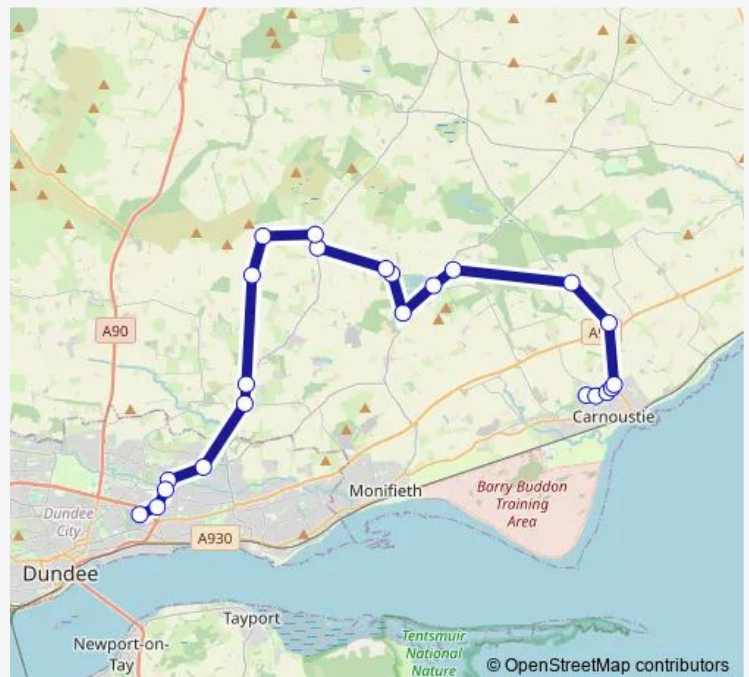 A90
A9
Carnoustie
Monifieth
Barry Buddon
Training
Area
Dundee
City
A930
Dundee
Tayport
Newport-on-
Tay
Tentsmuir
National
Nature
© OpenStreetMap contributors